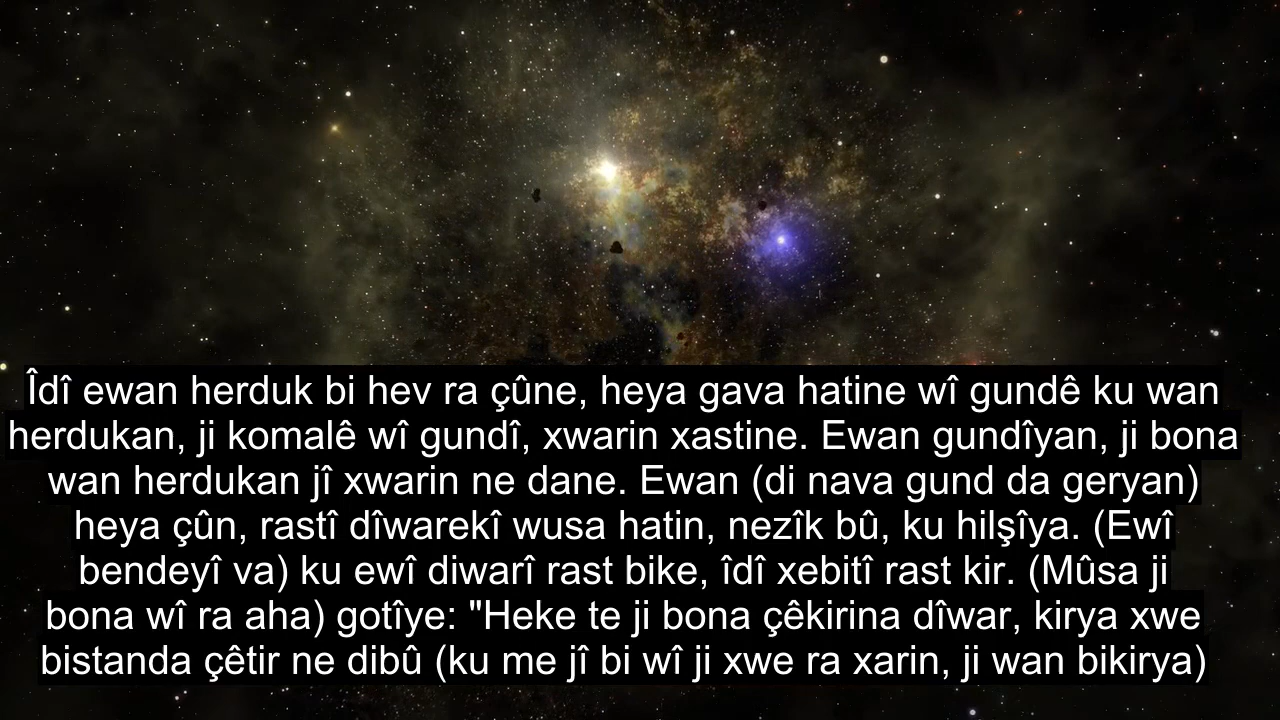 Îdî ewan herduk bi hev ra çûne, heya gava hatine wî gundê ku wan
herdukan, ji komalê wî gundî, xwarin xastine. Ewan gundîyan, ji bona
wan herdukan jî xwarin ne dane. Ewan (di nava gund da geryan)
heya çûn, rastî dîwarekî wusa hatin, nezîk bû, ku hilşîya. (Ewî
bendeyî va) ku ewî diwarî rast bike, îdî xebitî rast kir. (Mûsa ji
bona wî ra aha) gotîye: "Heke te ji bona çêkirina dîwar, kirya xwe
bistanda çêtir ne dibû (ku me jî bi wî ji xwe ra xarin, ji wan bikirya)